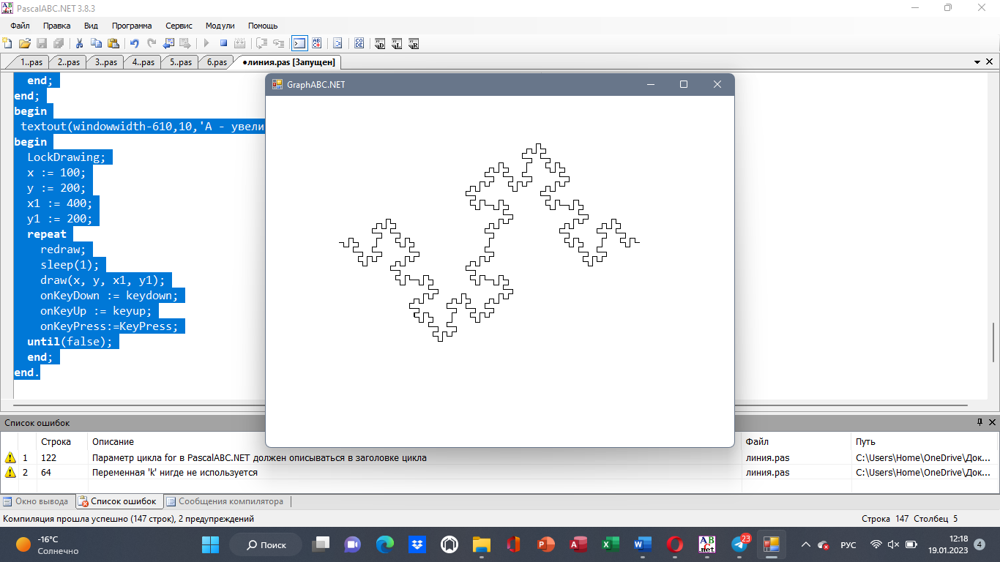 PascalABC.NET 3.8.3
Файл Правка Вид Программа Сервис Модули Помощь
1..pas 2..pas 3..pas 4..pas 5..pas 6.pas •линия.pas [Запущен]
GraphABC.NET
end;
end;
begin
textout(windowwidth-610,10,'А - увели
begin
LockDrawing;
x := 100;
y := 200;
x1 := 400;
y1 := 200;
repeat
redraw;
sleep(1);
draw(x, y, x1, y1);
onKeyDown := keydown;
onKeyUp := keyup;
onKeyPress:=KeyPress;
until(false);
end;
end.
Список ошибок
Строка Описание Файл Путь
1 122 Параметр цикла for в PascalABC.NET должен описываться в заголовке цикла линия.pas C:\Users\Home\OneDrive\Док...
2 64 Переменная 'k' нигде не используется линия.pas C:\Users\Home\OneDrive\Док...
Окно вывода Список ошибок Сообщения компилятора
Компиляция прошла успешно (147 строк), 2 предупреждений Строка 147 Столбец 5
-16°C
Солнечно
Поиск
23
РУС
12:18
19.01.2023
4